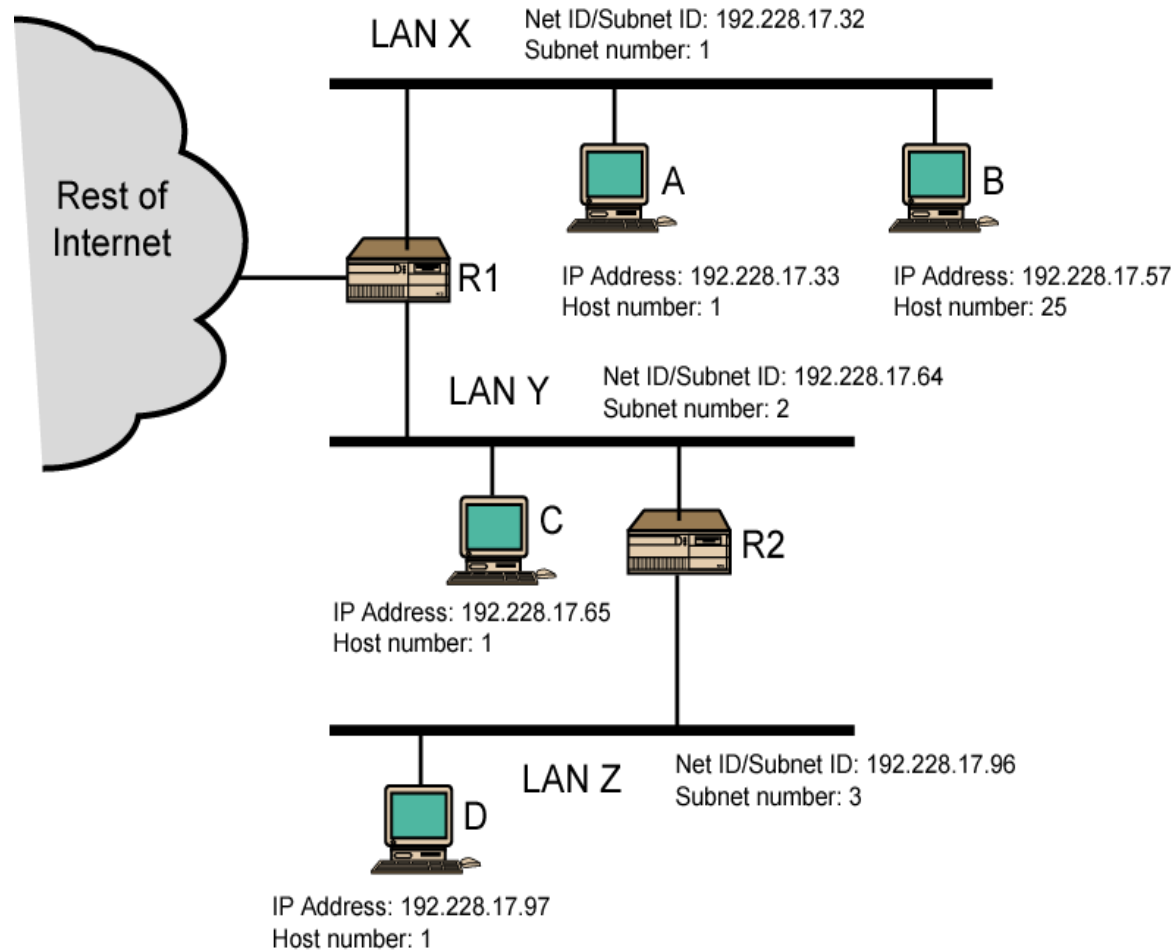 LAN X
Net ID/Subnet ID: 192.228.17.32
Subnet number: 1
Rest of
Internet
A
B
R1
IP Address: 192.228.17.33
Host number: 1
IP Address: 192.228.17.57
Host number: 25
LAN Y
Net ID/Subnet ID: 192.228.17.64
Subnet number: 2
C
R2
IP Address: 192.228.17.65
Host number: 1
LAN Z
Net ID/Subnet ID: 192.228.17.96
Subnet number: 3
D
IP Address: 192.228.17.97
Host number: 1